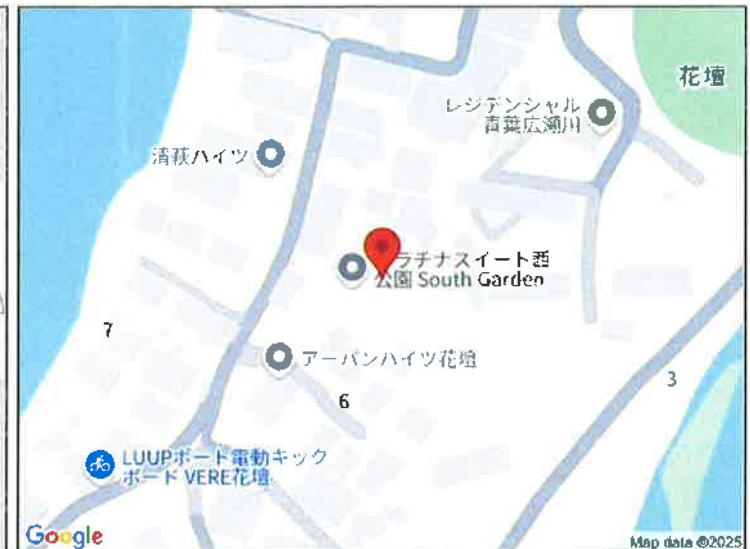 花壇
レジデンシャル
青葉広瀬川
清萩ハイツ
ラチナスイート西
公園 South Garden
7
アーバンハイツ花壇
3
6
LUUPポート電動キック
ボード VERE花壇
Google
Map data ©2025